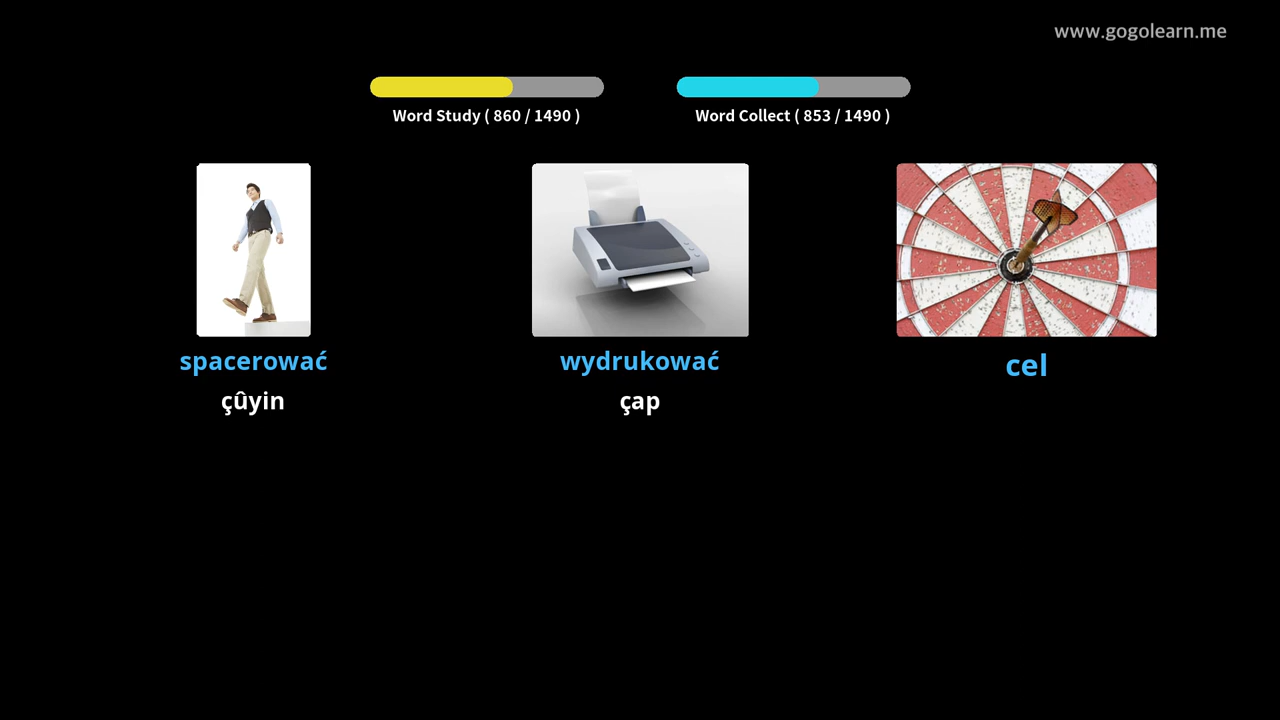 www.gogolearn.me
Word Study ( 860 / 1490 )
Word Collect ( 853 / 1490 )
spacerować
çûyin
wydrukować
çap
cel